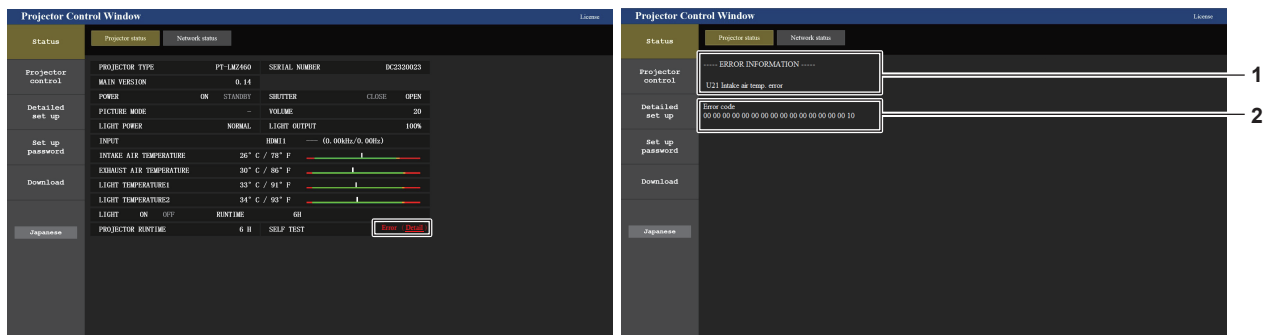 Projector Control Window License
Status
Projector status Network status
Projector control
Detailed set up
Set up password
Download
Japanese
PROJECTOR TYPE PT-LMZ460 SERIAL NUMBER DC2320023
MAIN VERSION 0.14
POWER ON STANDBY SHUTTER CLOSE OPEN
PICTURE MODE - VOLUME 20
LIGHT POWER NORMAL LIGHT OUTPUT 100%
INPUT HDMI1 ── (0.00kHz/0.00Hz)
INTAKE AIR TEMPERATURE 26° C / 78° F
EXHAUST AIR TEMPERATURE 30° C / 86° F
LIGHT TEMPERATURE1 33° C / 91° F
LIGHT TEMPERATURE2 34° C / 93° F
LIGHT ON OFF RUNTIME 6H
PROJECTOR RUNTIME 6 H SELF TEST Error (Detail)
Projector Control Window License
Status
Projector status Network status
Projector control
Detailed set up
Set up password
Download
Japanese
----- ERROR INFORMATION -----
U21 Intake air temp. error
Error code
00 00 00 00 00 00 00 00 00 00 00 00 00 00 00 10
1
2